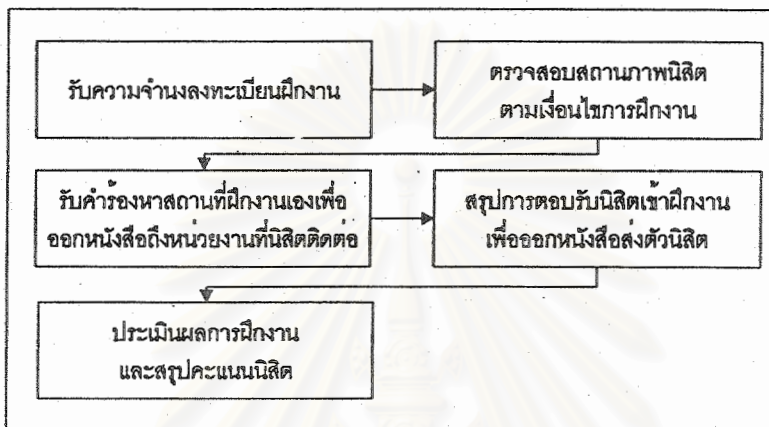 รับความจำนงลงทะเบียนฝึกงาน
ตรวจสอบสถานภาพนิสิต
ตามเงื่อนไขการฝึกงาน
รับคำร้องหาสถานที่ฝึกงานเองเพื่อ
ออกหนังสือถึงหน่วยงานที่นิสิตติดต่อ
สรุปการตอบรับนิสิตเข้าฝึกงาน
เพื่อออกหนังสือส่งตัวนิสิต
ประเมินผลการฝึกงาน
และสรุปคะแนนนิสิต